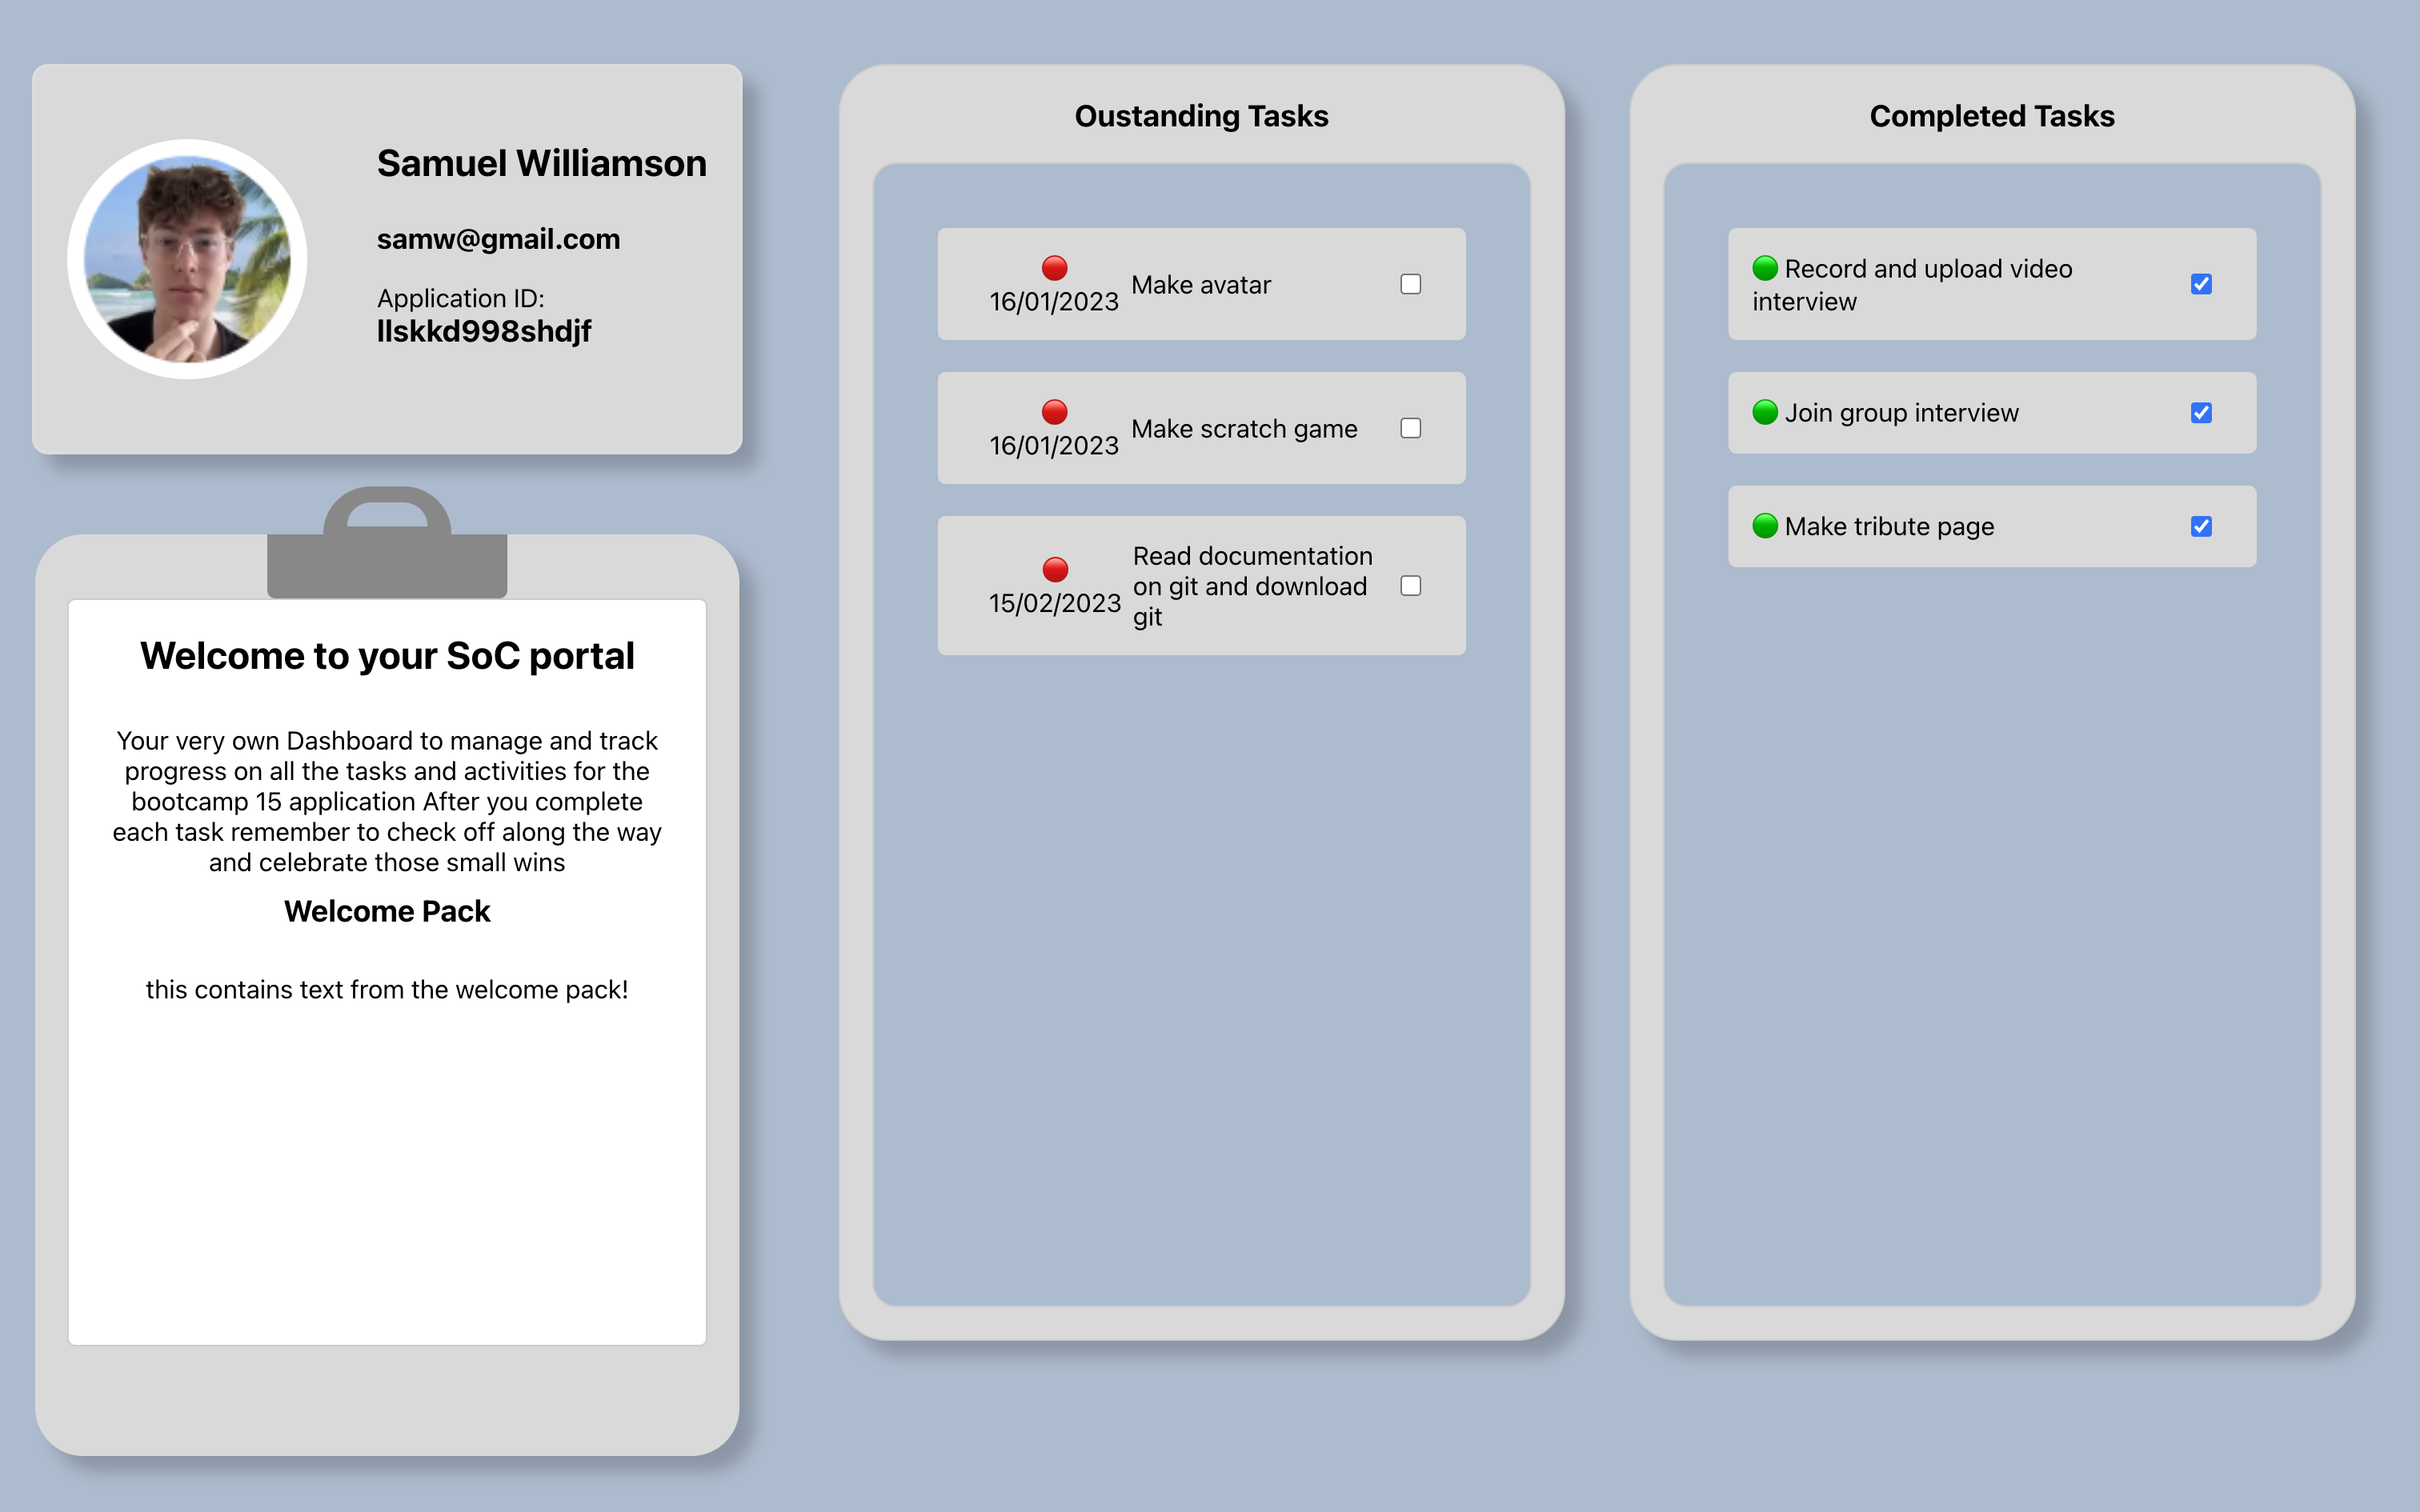 Samuel Williamson
samw@gmail.com
Application ID:
llskkd998shdjf
Welcome to your SoC portal
Your very own Dashboard to manage and track
progress on all the tasks and activities for the
bootcamp 15 application After you complete
each task remember to check off along the way
and celebrate those small wins
Welcome Pack
this contains text from the welcome pack!
Oustanding Tasks
16/01/2023
Make avatar
16/01/2023
Make scratch game
15/02/2023
Read documentation
on git and download
git
Completed Tasks
Record and upload video
interview
Join group interview
Make tribute page